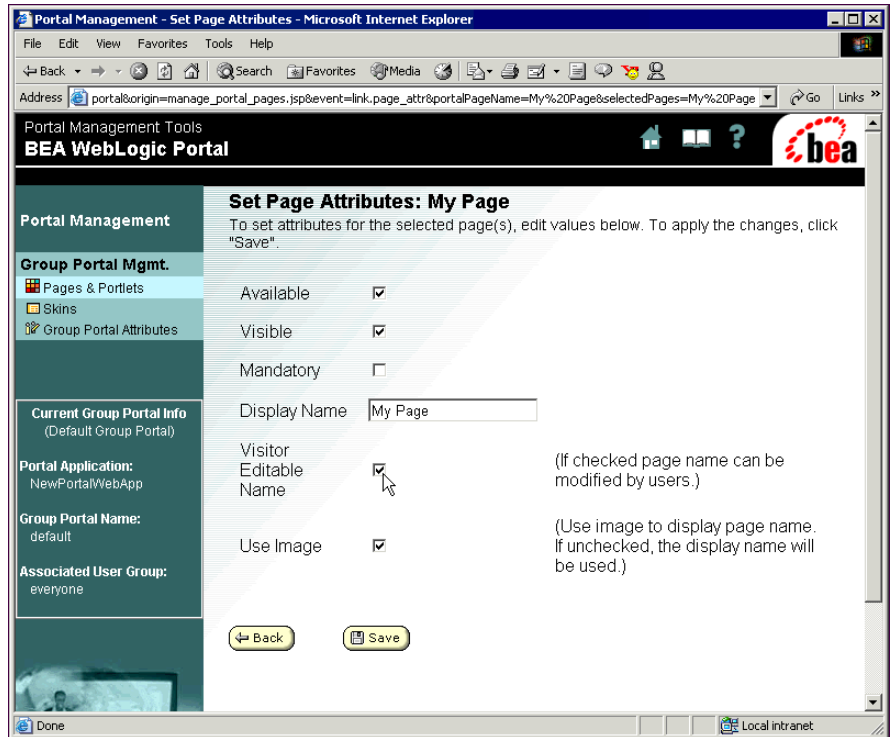 Portal Management - Set Page Attributes - Microsoft Internet Explorer
File Edit View Favorites Tools Help
Back Search Favorites Media
Address portal&origin=manage_portal_pages.jsp&event=link.page_attr&portalPageName=My%20Page&selectedPages=My%20Page Go Links »
Portal Management Tools
BEA WebLogic Portal
? bea
Portal Management
Group Portal Mgmt.
Pages & Portlets
Skins
Group Portal Attributes
Current Group Portal Info
(Default Group Portal)
Portal Application:
NewPortalWebApp
Group Portal Name:
default
Associated User Group:
everyone
Set Page Attributes: My Page
To set attributes for the selected page(s), edit values below. To apply the changes, click
"Save".
Available
Visible
Mandatory
Display Name My Page
Visitor
Editable
Name
(If checked page name can be
modified by users.)
Use Image
(Use image to display page name.
If unchecked, the display name will
be used.)
Back Save
Done Local intranet